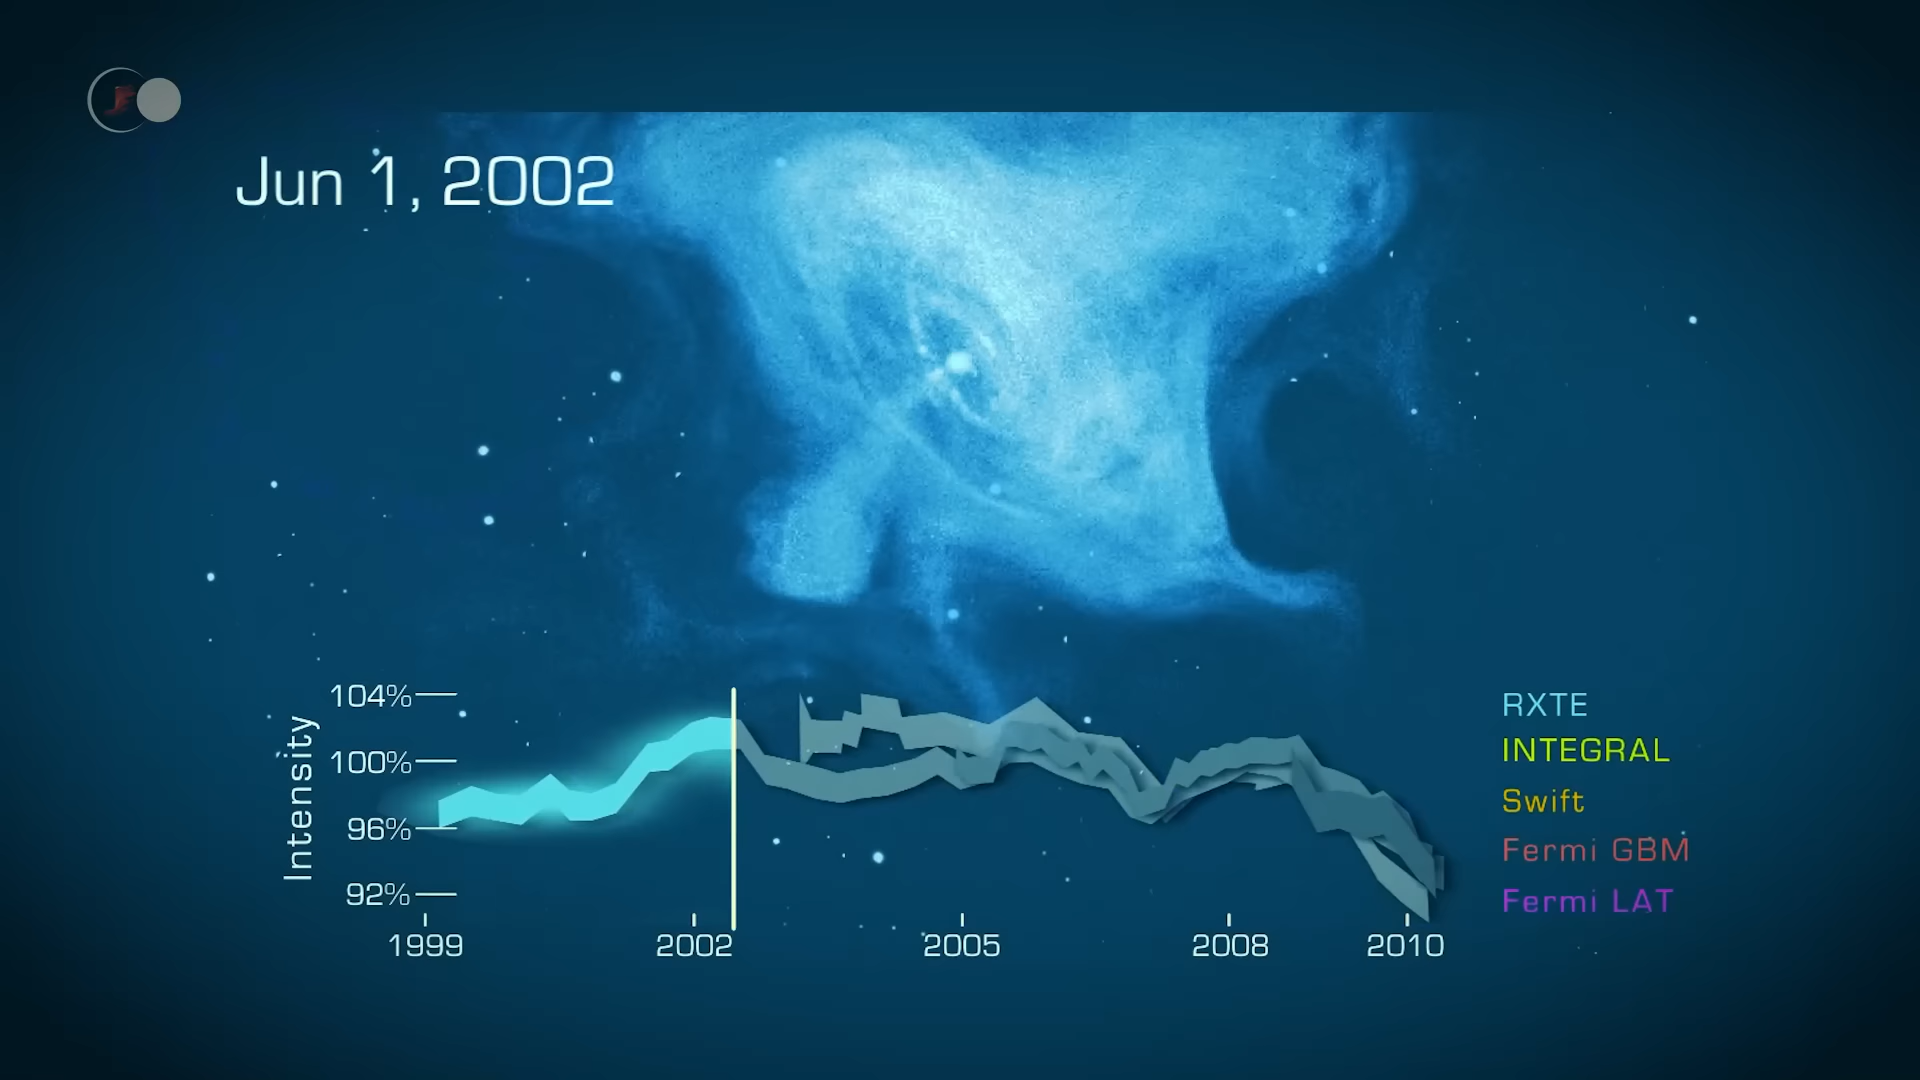 Jun 1, 2002
104%
100%
96%
92%
Intensity
1999 2002 2005 2008 2010
RXTE
INTEGRAL
Swift
Fermi GBM
Fermi LAT